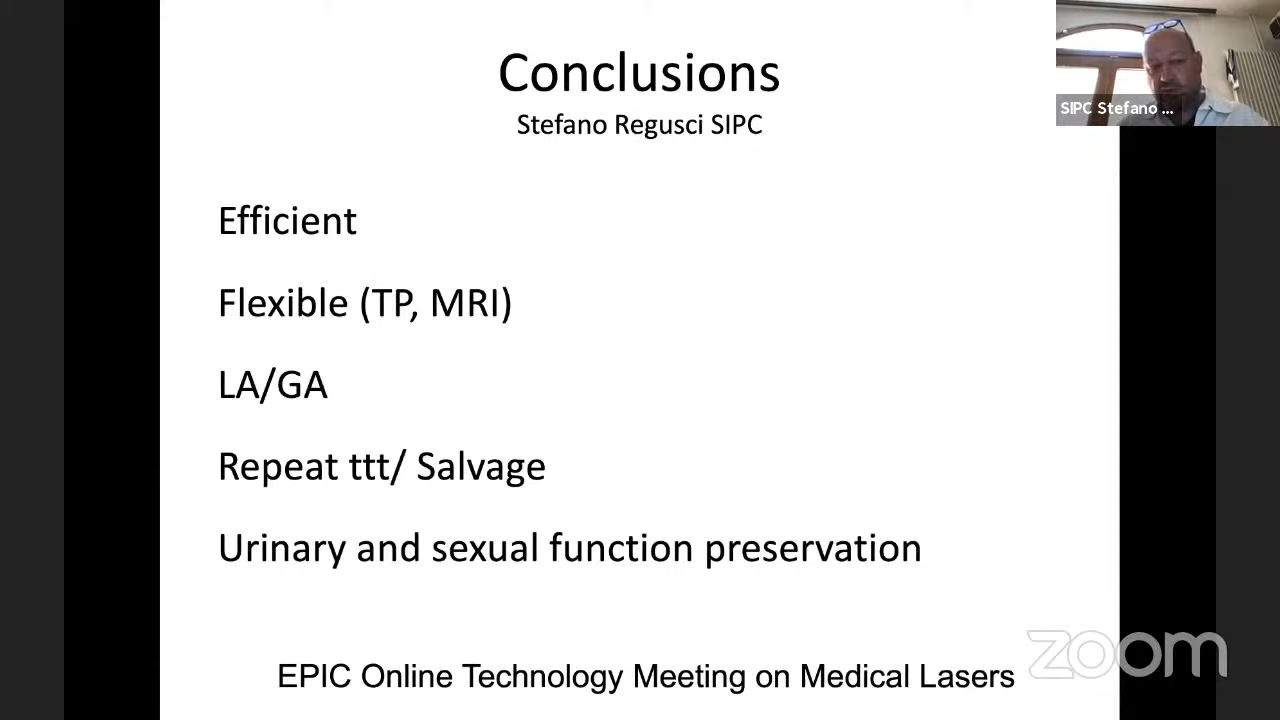 Conclusions
Stefano Regusci SIPC
SIPC Stefano ...
Efficient
Flexible (TP, MRI)
LA/GA
Repeat ttt/ Salvage
Urinary and sexual function preservation
EPIC Online Technology Meeting on Medical Lasers
zoom